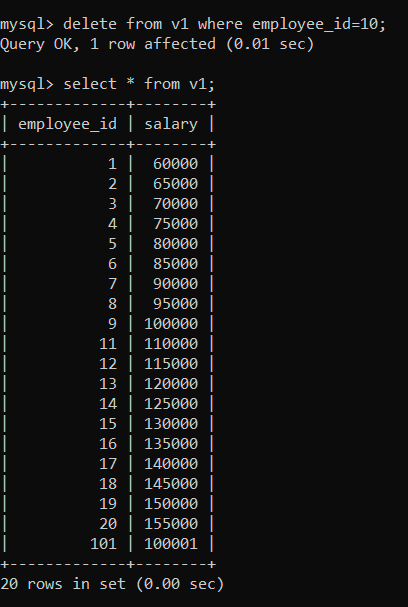 mysql> delete from v1 where employee_id=10;
Query OK, 1 row affected (0.01 sec)
mysql> select * from v1;
+-------------+--------+
| employee_id | salary |
+-------------+--------+
|           1 |  60000 |
|           2 |  65000 |
|           3 |  70000 |
|           4 |  75000 |
|           5 |  80000 |
|           6 |  85000 |
|           7 |  90000 |
|           8 |  95000 |
|           9 | 100000 |
|          11 | 110000 |
|          12 | 115000 |
|          13 | 120000 |
|          14 | 125000 |
|          15 | 130000 |
|          16 | 135000 |
|          17 | 140000 |
|          18 | 145000 |
|          19 | 150000 |
|          20 | 155000 |
|         101 | 100001 |
+-------------+--------+
20 rows in set (0.00 sec)